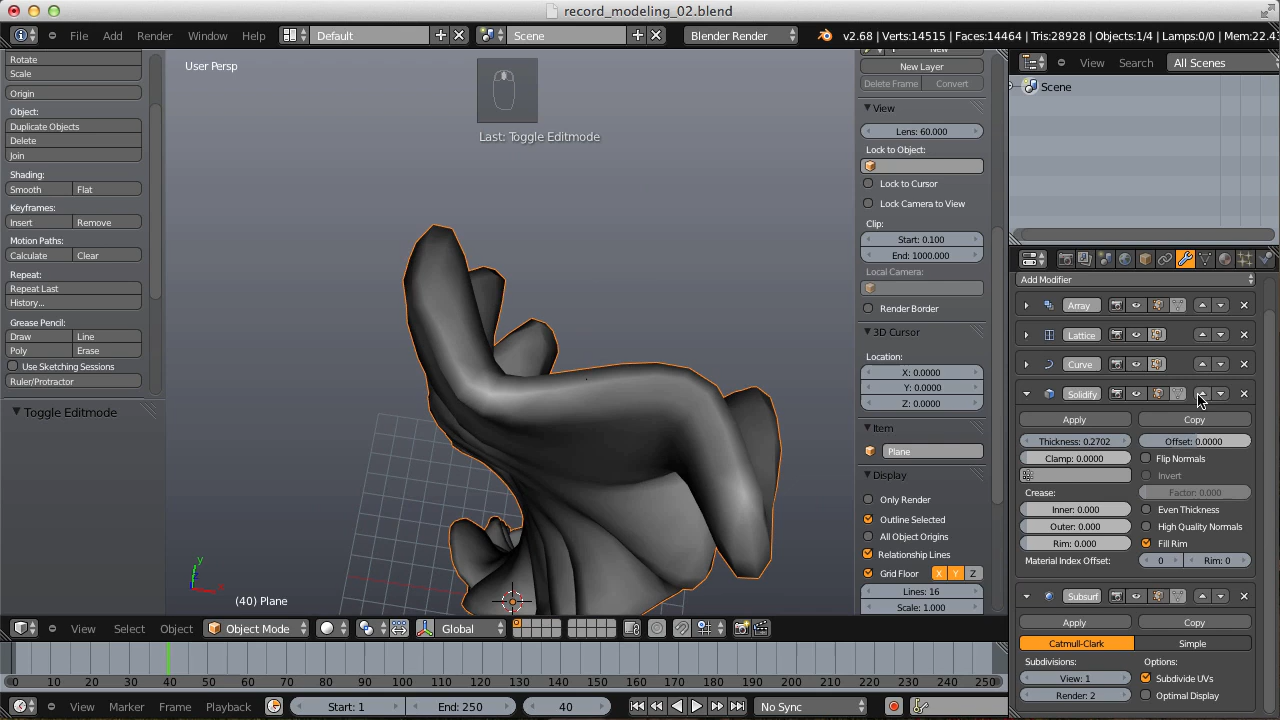 record_modeling_02.blend
File Add Render Window Help Default Scene Blender Render v2.68 | Verts:14515 | Faces:14464 | Tris:28928 | Objects:1/4 | Lamps:0/0 | Mem:22.43
Rotate
Scale
Origin
Object:
Duplicate Objects
Delete
Join
Shading:
Smooth Flat
Keyframes:
Insert Remove
Motion Paths:
Calculate Clear
Repeat:
Repeat Last
History...
Grease Pencil:
Draw Line
Poly Erase
Use Sketching Sessions
Ruler/Protractor
Toggle Editmode
User Persp
Last: Toggle Editmode
y
x
(40) Plane
New
New Layer
Delete Frame Convert
View
Lens: 60.000
Lock to Object:
Lock to Cursor
Lock Camera to View
Clip:
Start: 0.100
End: 1000.000
Local Camera:
Render Border
3D Cursor
Location:
X: 0.0000
Y: 0.0000
Z: 0.0000
Item
Plane
Display
Only Render
Outline Selected
All Object Origins
Relationship Lines
Grid Floor X Y Z
Lines: 16
Scale: 1.000
View Search All Scenes
Scene
Add Modifier
Array
Lattice
Curve
Solidify
Apply Copy
Thickness: 0.2702 Offset: 0.0000
Clamp: 0.0000 Flip Normals
Invert
Crease: Factor: 0.000
Inner: 0.000 Even Thickness
Outer: 0.000 High Quality Normals
Rim: 0.000 Fill Rim
Material Index Offset: 0 Rim: 0
Subsurf
Apply Copy
Catmull-Clark Simple
Subdivisions: Options:
View: 1 Subdivide UVs
Render: 2 Optimal Display
View Select Object Object Mode Global
0 10 20 30 40 50 60 70 80 90 100 110 120 130 140 150 160 170 180 190 200 210 220 230 240 250
View Marker Frame Playback Start: 1 End: 250 40 No Sync